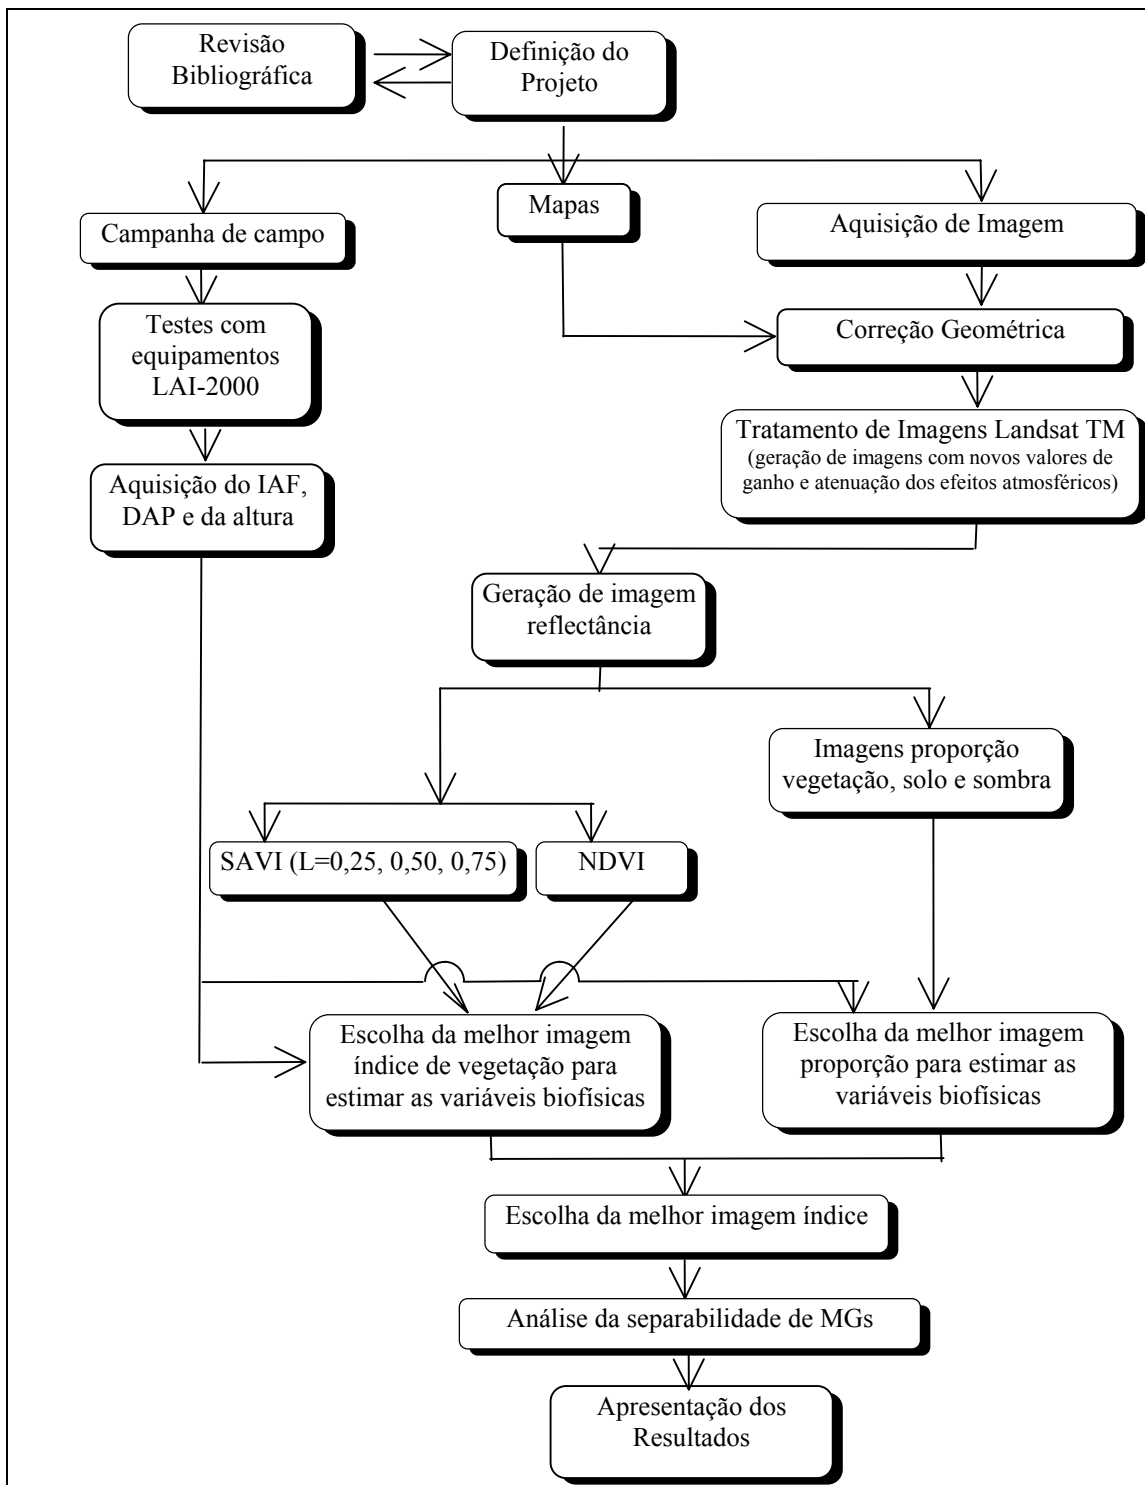 Revisão
Bibliográfica
Definição do
Projeto
Campanha de campo
Mapas
Aquisição de Imagem
Testes com
equipamentos
LAI-2000
Correção Geométrica
Tratamento de Imagens Landsat TM
(geração de imagens com novos valores de
ganho e atenuação dos efeitos atmosféricos)
Aquisição do IAF,
DAP e da altura
Geração de imagem
reflectância
Imagens proporção
vegetação, solo e sombra
SAVI (L=0,25, 0,50, 0,75)
NDVI
Escolha da melhor imagem
índice de vegetação para
estimar as variáveis biofísicas
Escolha da melhor imagem
proporção para estimar as
variáveis biofísicas
Escolha da melhor imagem índice
Análise da separabilidade de MGs
Apresentação dos
Resultados